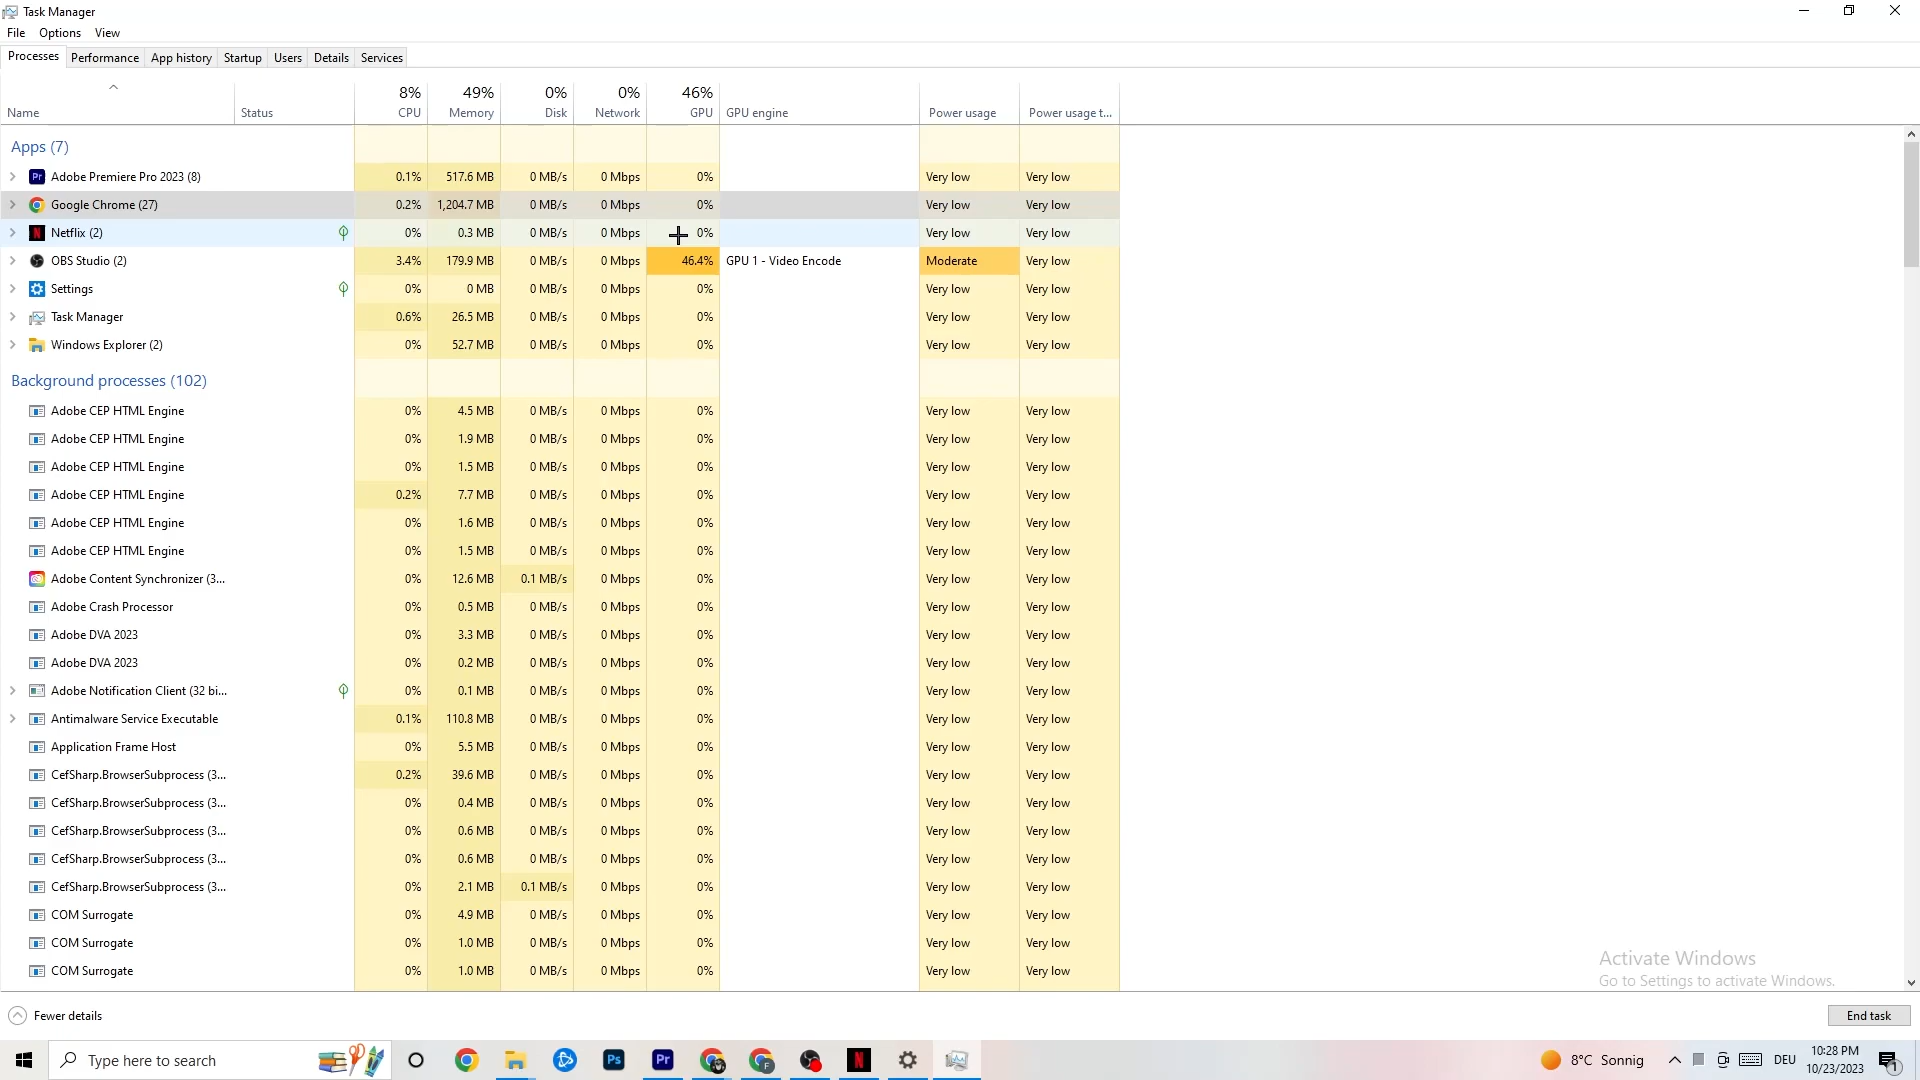 Task Manager
File Options View
Processes Performance App history Startup Users Details Services
8% 49% 0% 0% 46%
Name Status CPU Memory Disk Network GPU GPU engine Power usage Power usage t...
Apps (7)
Pr Adobe Premiere Pro 2023 (8) 0.1% 517.6 MB 0 MB/s 0 Mbps 0% Very low Very low
Google Chrome (27) 0.2% 1,204.7 MB 0 MB/s 0 Mbps 0% Very low Very low
N Netflix (2) 0% 0.3 MB 0 MB/s 0 Mbps 0% Very low Very low
OBS Studio (2) 3.4% 179.9 MB 0 MB/s 0 Mbps 46.4% GPU 1 - Video Encode Moderate Very low
Settings 0% 0 MB 0 MB/s 0 Mbps 0% Very low Very low
Task Manager 0.6% 26.5 MB 0 MB/s 0 Mbps 0% Very low Very low
Windows Explorer (2) 0% 52.7 MB 0 MB/s 0 Mbps 0% Very low Very low
Background processes (102)
Adobe CEP HTML Engine 0% 4.5 MB 0 MB/s 0 Mbps 0% Very low Very low
Adobe CEP HTML Engine 0% 1.9 MB 0 MB/s 0 Mbps 0% Very low Very low
Adobe CEP HTML Engine 0% 1.5 MB 0 MB/s 0 Mbps 0% Very low Very low
Adobe CEP HTML Engine 0.2% 7.7 MB 0 MB/s 0 Mbps 0% Very low Very low
Adobe CEP HTML Engine 0% 1.6 MB 0 MB/s 0 Mbps 0% Very low Very low
Adobe CEP HTML Engine 0% 1.5 MB 0 MB/s 0 Mbps 0% Very low Very low
Adobe Content Synchronizer (3... 0% 12.6 MB 0.1 MB/s 0 Mbps 0% Very low Very low
Adobe Crash Processor 0% 0.5 MB 0 MB/s 0 Mbps 0% Very low Very low
Adobe DVA 2023 0% 3.3 MB 0 MB/s 0 Mbps 0% Very low Very low
Adobe DVA 2023 0% 0.2 MB 0 MB/s 0 Mbps 0% Very low Very low
Adobe Notification Client (32 bi... 0% 0.1 MB 0 MB/s 0 Mbps 0% Very low Very low
Antimalware Service Executable 0.1% 110.8 MB 0 MB/s 0 Mbps 0% Very low Very low
Application Frame Host 0% 5.5 MB 0 MB/s 0 Mbps 0% Very low Very low
CefSharp.BrowserSubprocess (3... 0.2% 39.6 MB 0 MB/s 0 Mbps 0% Very low Very low
CefSharp.BrowserSubprocess (3... 0% 0.4 MB 0 MB/s 0 Mbps 0% Very low Very low
CefSharp.BrowserSubprocess (3... 0% 0.6 MB 0 MB/s 0 Mbps 0% Very low Very low
CefSharp.BrowserSubprocess (3... 0% 0.6 MB 0 MB/s 0 Mbps 0% Very low Very low
CefSharp.BrowserSubprocess (3... 0% 2.1 MB 0.1 MB/s 0 Mbps 0% Very low Very low
COM Surrogate 0% 4.9 MB 0 MB/s 0 Mbps 0% Very low Very low
COM Surrogate 0% 1.0 MB 0 MB/s 0 Mbps 0% Very low Very low
COM Surrogate 0% 1.0 MB 0 MB/s 0 Mbps 0% Very low Very low
Activate Windows
Go to Settings to activate Windows.
Fewer details End task
Type here to search Ps Pr F N 8°C Sonnig DEU 10:28 PM
10/23/2023 1